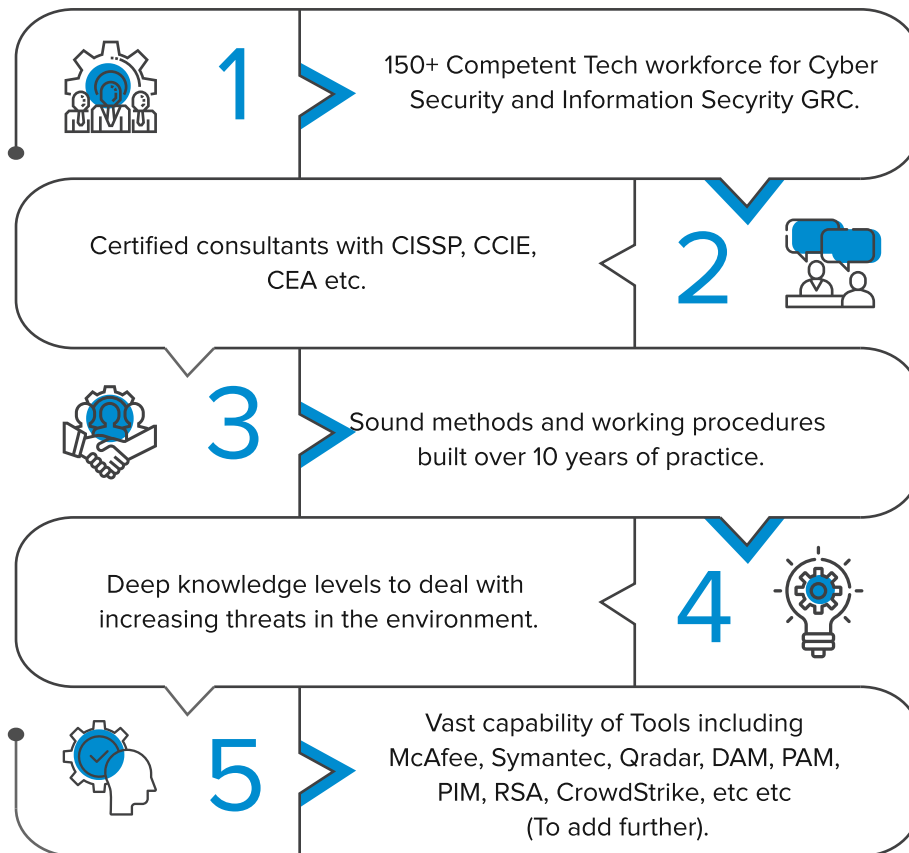 1
150+ Competent Tech workforce for Cyber
Security and Information Secyrity GRC.
Certified consultants with CISSP, CCIE,
CEA etc.
2
3
Sound methods and working procedures
built over 10 years of practice.
Deep knowledge levels to deal with
increasing threats in the environment.
4
5
Vast capability of Tools including
McAfee, Symantec, Qradar, DAM, PAM,
PIM, RSA, CrowdStrike, etc etc
(To add further).